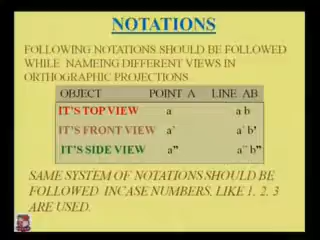 NOTATIONS
FOLLOWING NOTATIONS SHOULD BE FOLLOWED
WHILE NAMEING DIFFERENT VIEWS IN
ORTHOGRAPHIC PROJECTIONS
OBJECT POINT A LINE AB
IT'S TOP VIEW a a b
IT'S FRONT VIEW a' a' b'
IT'S SIDE VIEW a" a" b"
SAME SYSTEM OF NOTATIONS SHOULD BE
FOLLOWED INCASE NUMBERS, LIKE 1, 2, 3
ARE USED.